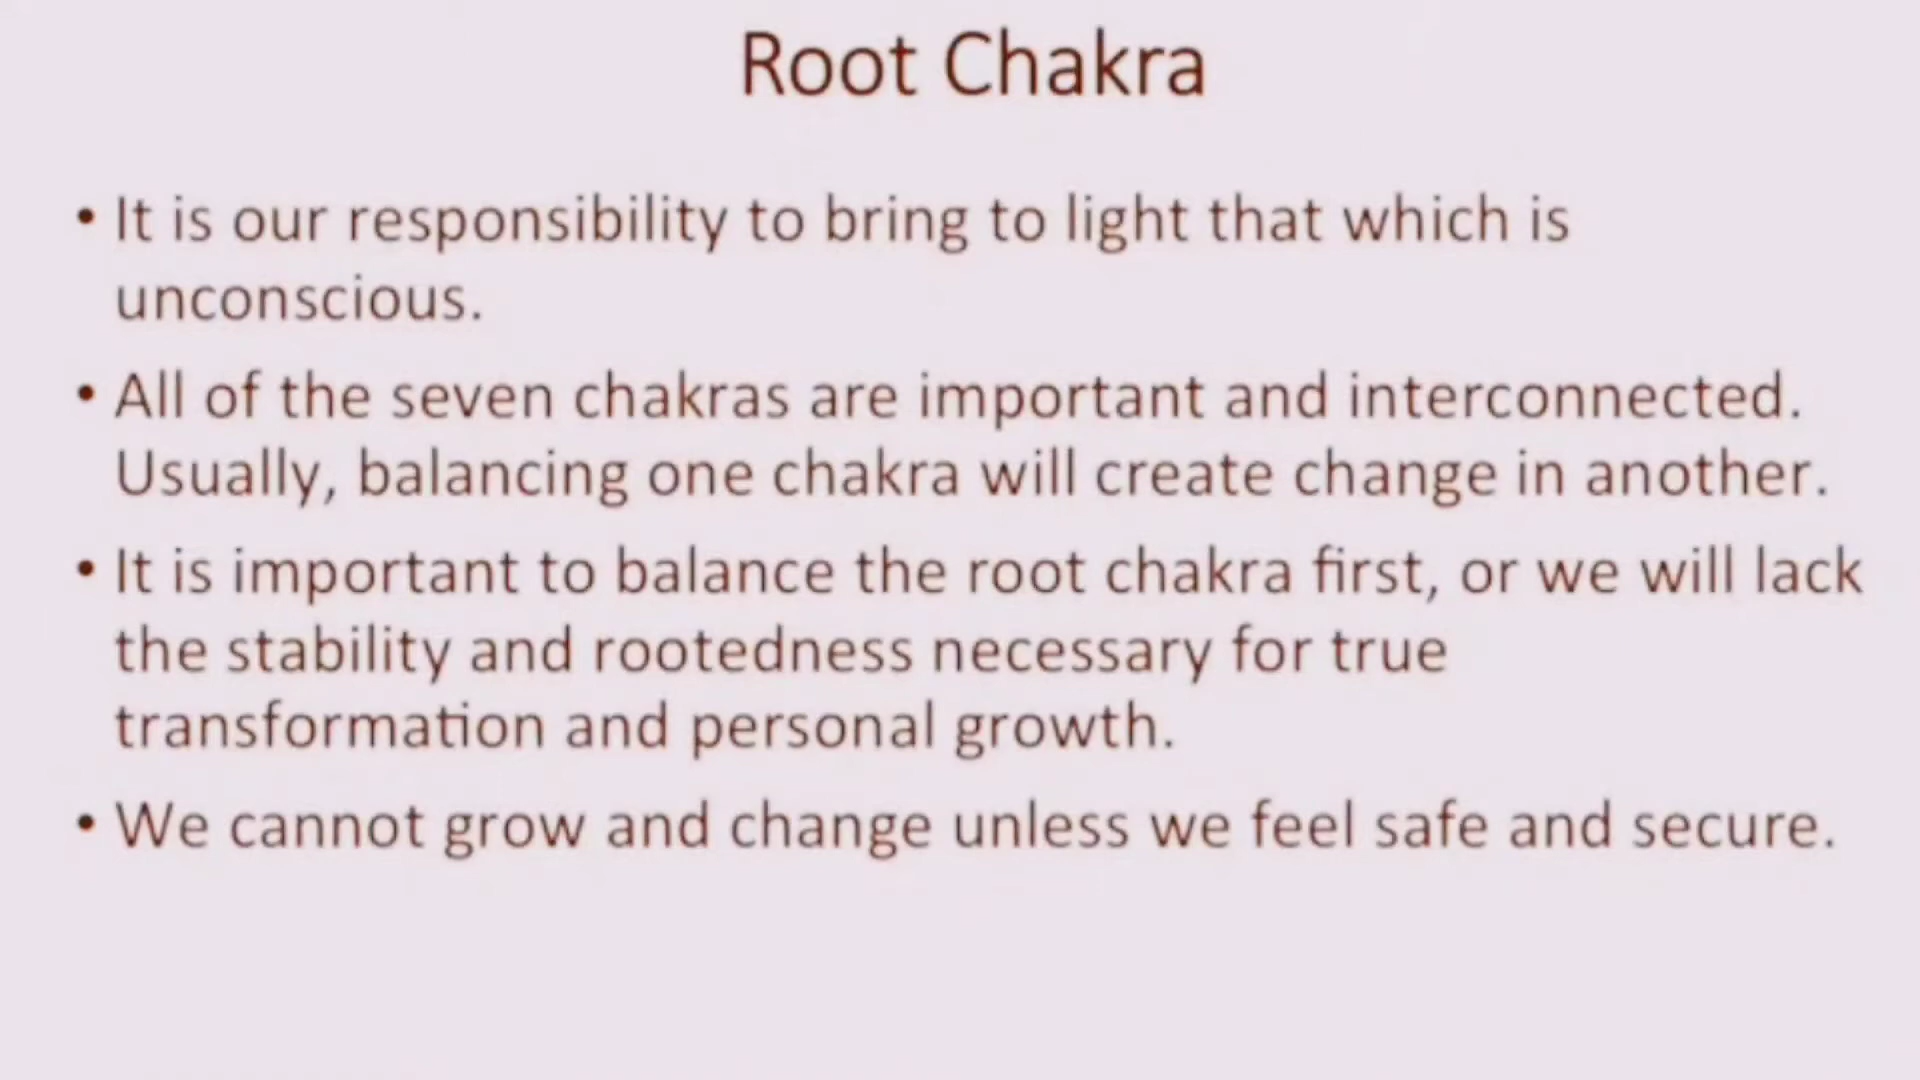 Root Chakra
• It is our responsibility to bring to light that which is
unconscious.
• All of the seven chakras are important and interconnected.
Usually, balancing one chakra will create change in another.
• It is important to balance the root chakra first, or we will lack
the stability and rootedness necessary for true
transformation and personal growth.
• We cannot grow and change unless we feel safe and secure.